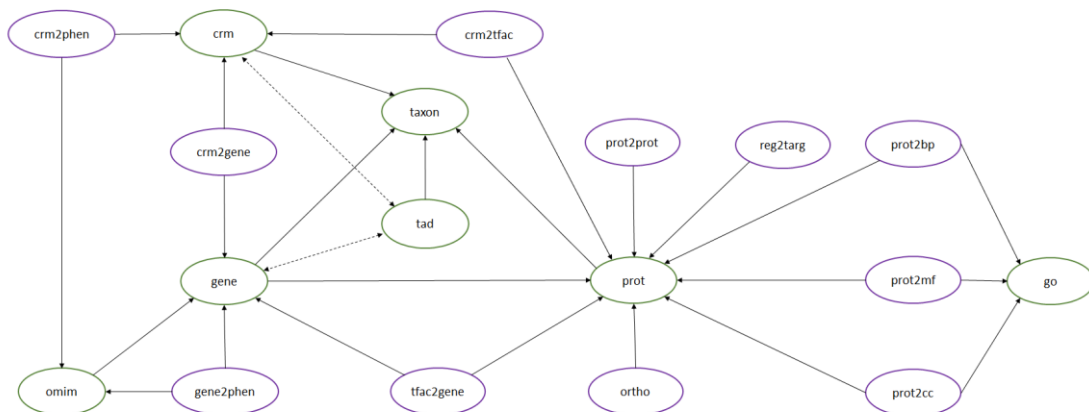 crm2phen
crm
crm2tfac
taxon
crm2gene
prot2prot
reg2targ
prot2bp
tad
gene
prot
prot2mf
go
omim
gene2phen
tfac2gene
ortho
prot2cc